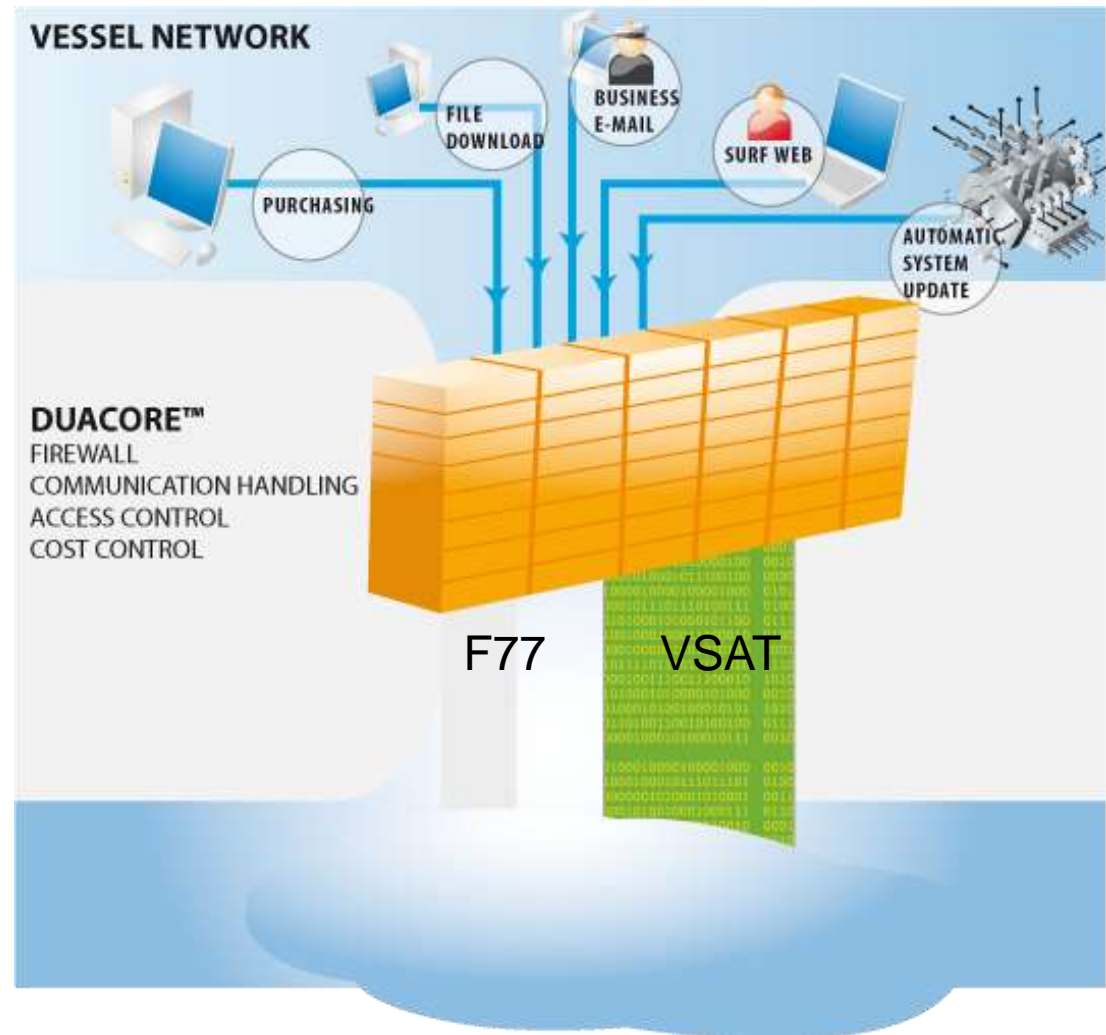 VESSEL NETWORK
PURCHASING
FILE
DOWNLOAD
BUSINESS
E-MAIL
SURF WEB
AUTOMATIC
SYSTEM
UPDATE
DUACORE™
FIREWALL
COMMUNICATION HANDLING
ACCESS CONTROL
COST CONTROL
F77
VSAT